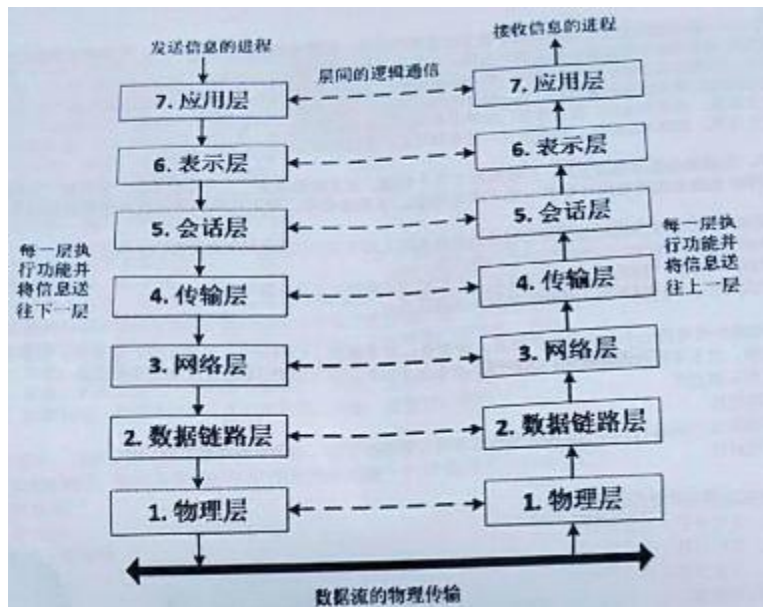 发送信息的进程
接收信息的进程
层间的逻辑通信
7. 应用层
7. 应用层
6. 表示层
6. 表示层
5. 会话层
5. 会话层
每一层执
行功能并
将信息送
往下一层
每一层执
行功能并
将信息送
往上一层
4. 传输层
4. 传输层
3. 网络层
3. 网络层
2. 数据链路层
2. 数据链路层
1. 物理层
1. 物理层
数据流的物理传输